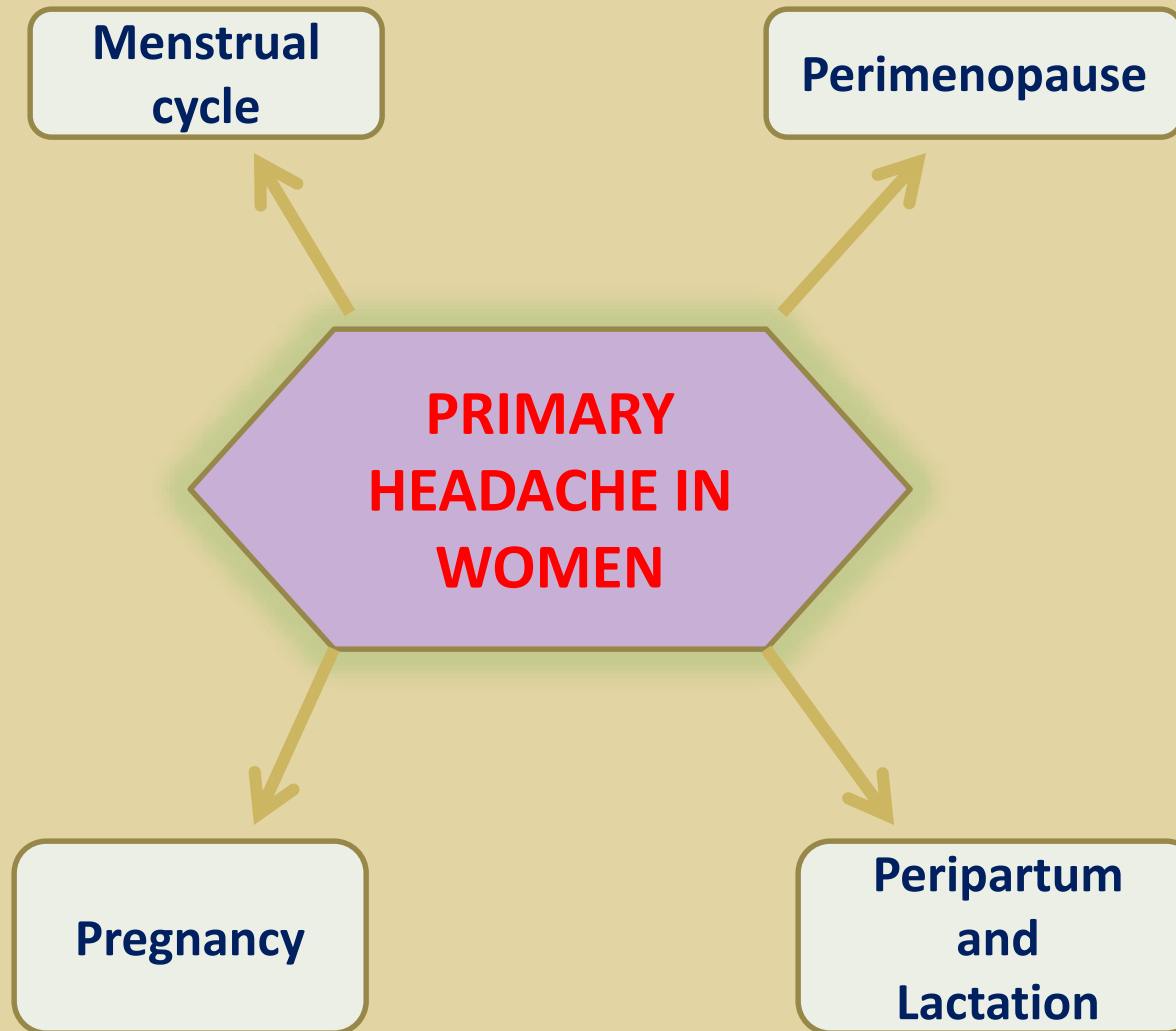 Menstrual
cycle
Perimenopause
PRIMARY
HEADACHE IN
WOMEN
Pregnancy
Peripartum
and
Lactation